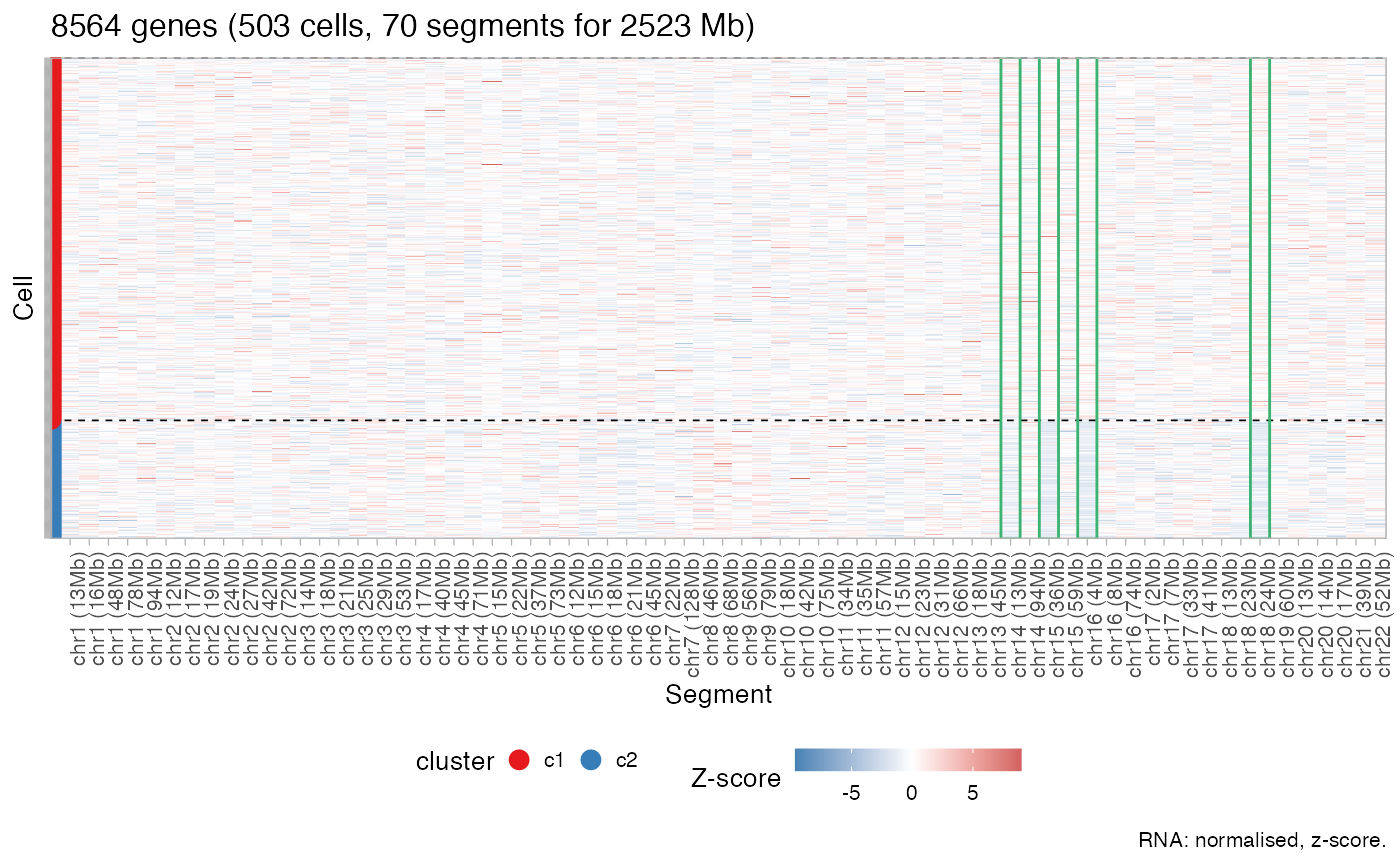 8564 genes (503 cells, 70 segments for 2523 Mb)
Cell
chr1 (13Mb)
chr1 (16Mb)
chr1 (48Mb)
chr1 (78Mb)
chr1 (94Mb)
chr2 (12Mb)
chr2 (17Mb)
chr2 (19Mb)
chr2 (24Mb)
chr2 (27Mb)
chr2 (42Mb)
chr2 (72Mb)
chr3 (14Mb)
chr3 (18Mb)
chr3 (21Mb)
chr3 (25Mb)
chr3 (29Mb)
chr3 (53Mb)
chr4 (17Mb)
chr4 (40Mb)
chr4 (45Mb)
chr4 (71Mb)
chr5 (15Mb)
chr5 (22Mb)
chr5 (37Mb)
chr5 (73Mb)
chr6 (12Mb)
chr6 (15Mb)
chr6 (18Mb)
chr6 (21Mb)
chr6 (45Mb)
chr7 (22Mb)
chr7 (128Mb)
chr8 (46Mb)
chr8 (68Mb)
chr9 (56Mb)
chr9 (79Mb)
chr10 (18Mb)
chr10 (42Mb)
chr10 (75Mb)
chr11 (34Mb)
chr11 (35Mb)
chr11 (57Mb)
chr12 (15Mb)
chr12 (23Mb)
chr12 (31Mb)
chr12 (66Mb)
chr13 (18Mb)
chr13 (45Mb)
chr14 (13Mb)
chr14 (94Mb)
chr15 (36Mb)
chr15 (59Mb)
chr16 (4Mb)
chr16 (8Mb)
chr16 (74Mb)
chr17 (2Mb)
chr17 (7Mb)
chr17 (33Mb)
chr17 (41Mb)
chr18 (13Mb)
chr18 (23Mb)
chr18 (24Mb)
chr19 (60Mb)
chr20 (13Mb)
chr20 (14Mb)
chr20 (17Mb)
chr21 (39Mb)
chr22 (52Mb)
Segment
cluster c1 c2
Z-score
-5 0 5
RNA: normalised, z-score.